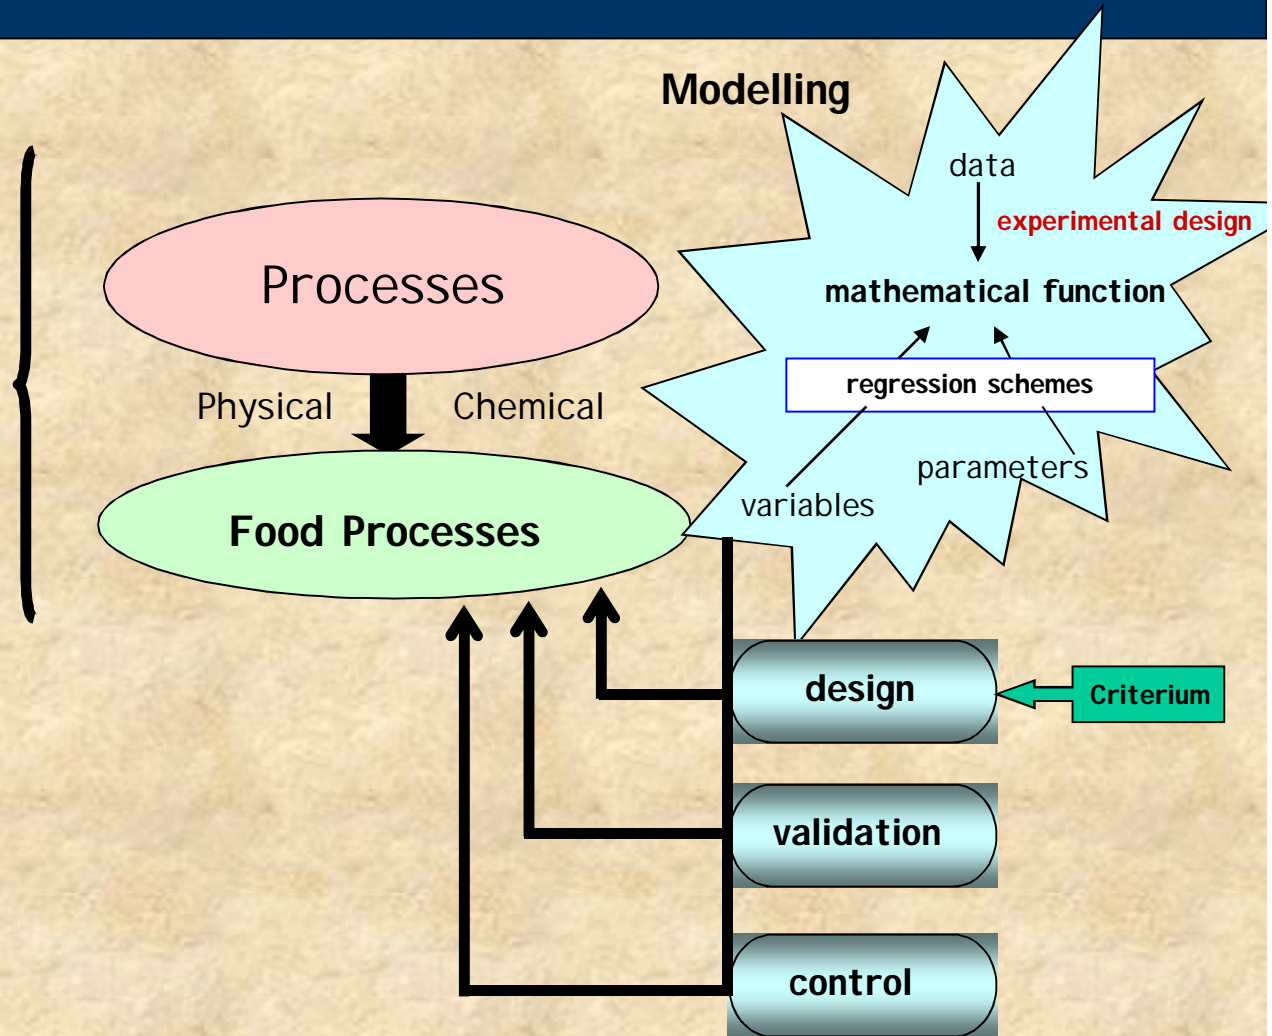 Modelling
data
experimental design
Processes
mathematical function
regression schemes
Physical
Chemical
parameters
variables
Food Processes
design
Criterium
validation
control